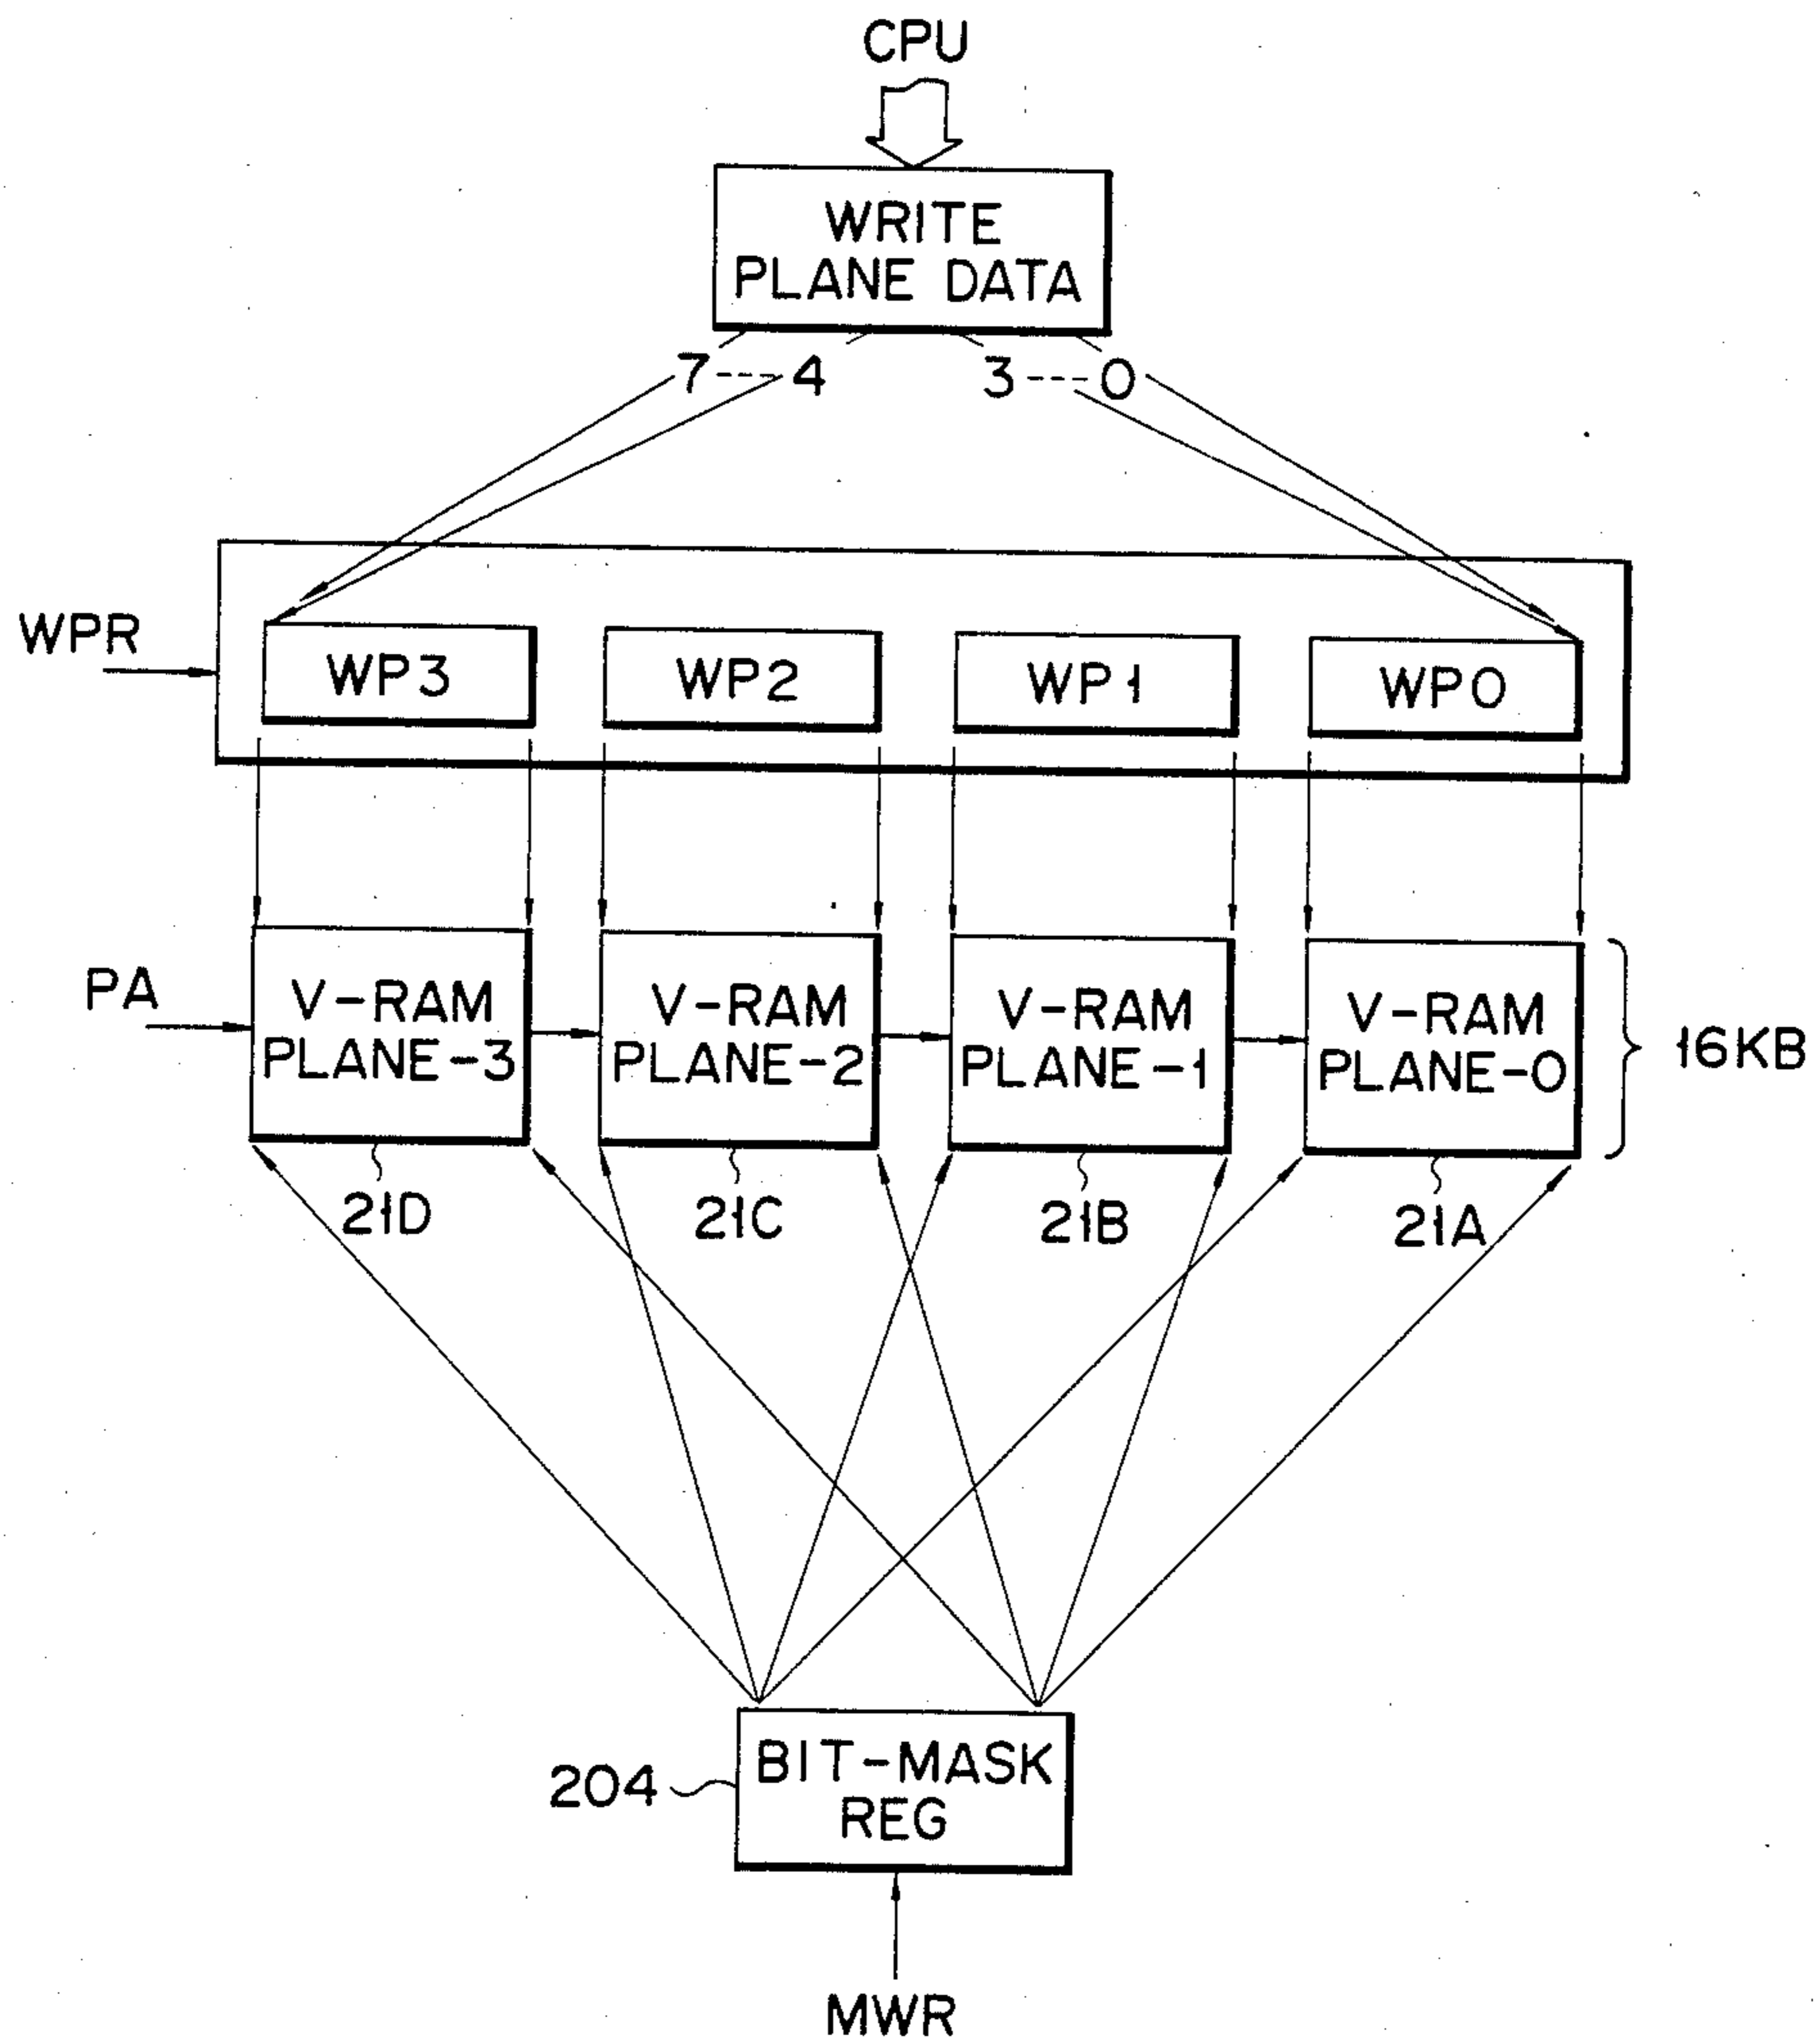 CPU
WRITE
PLANE DATA
7----4 3----0
WPR
WP3 WP2 WP1 WP0
PA
V-RAM PLANE-3
V-RAM PLANE-2
V-RAM PLANE-1
V-RAM PLANE-0
16KB
21D 21C 21B 21A
204
BIT-MASK
REG
MWR